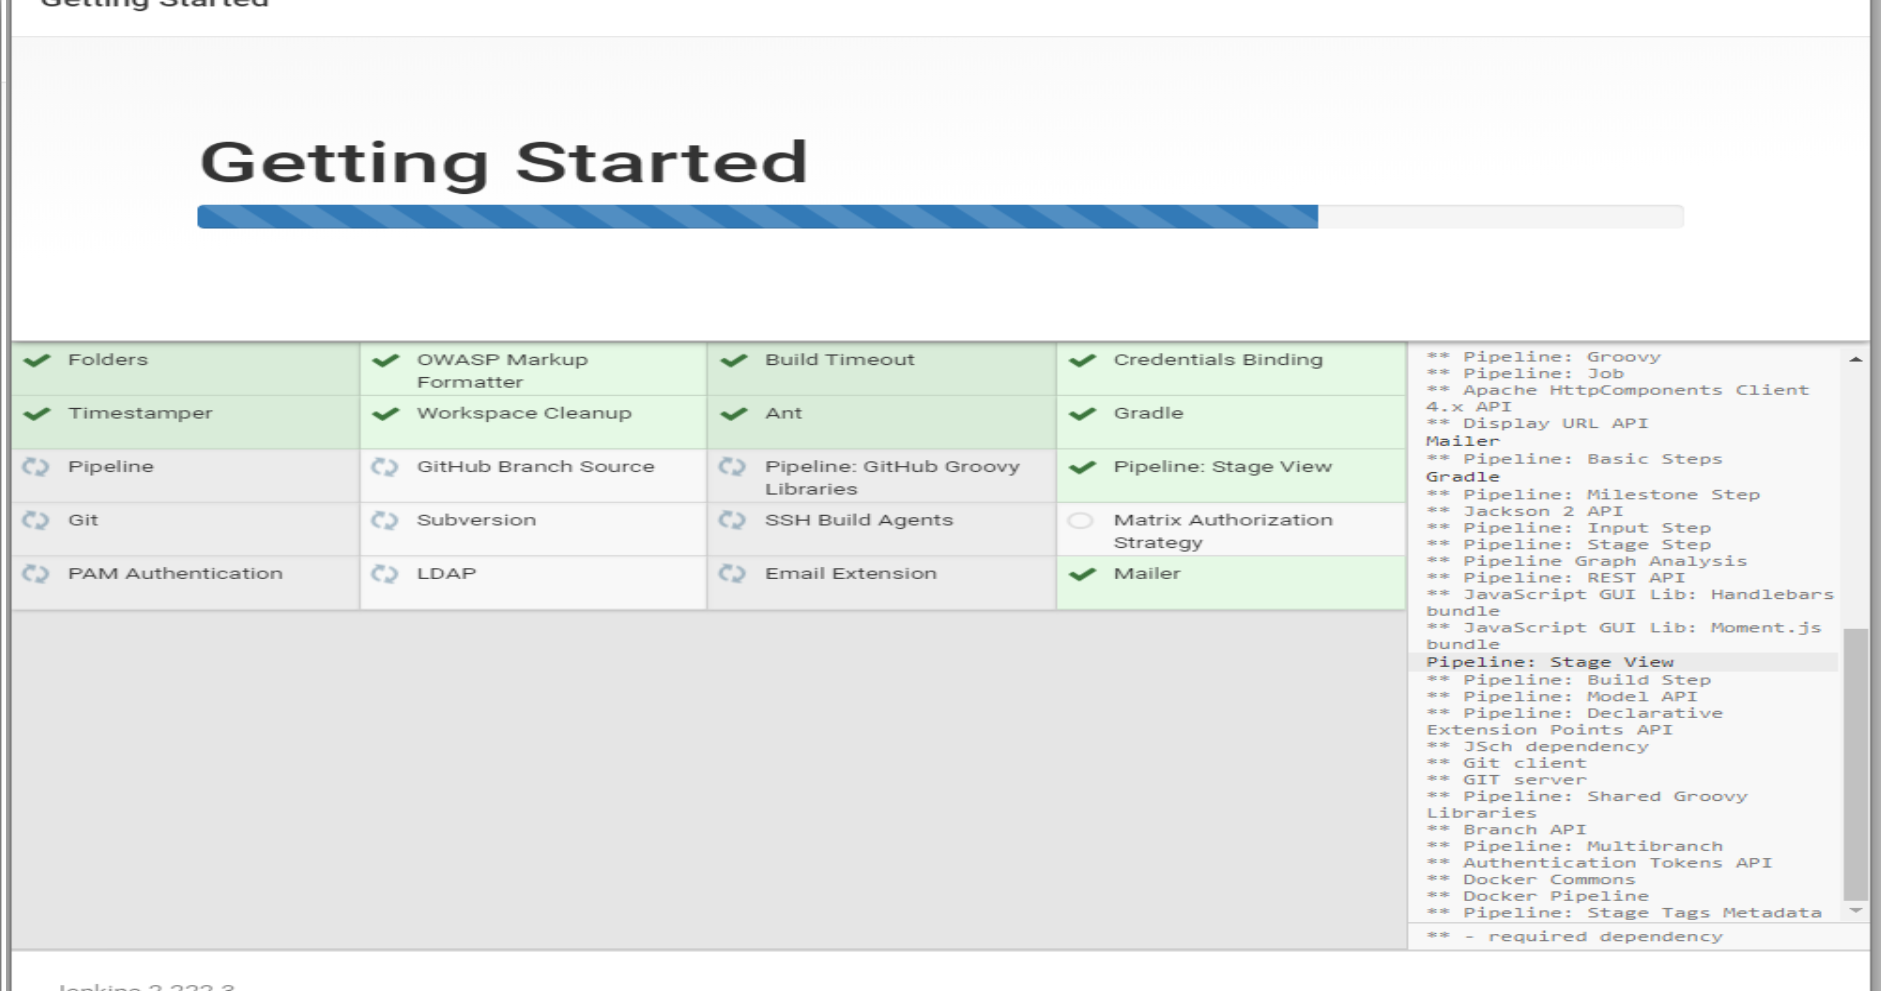 Getting Started
Getting Started
Folders
OWASP Markup
Formatter
Build Timeout
Credentials Binding
Timestamper
Workspace Cleanup
Ant
Gradle
Pipeline
GitHub Branch Source
Pipeline: GitHub Groovy
Libraries
Pipeline: Stage View
Git
Subversion
SSH Build Agents
Matrix Authorization
Strategy
PAM Authentication
LDAP
Email Extension
Mailer
** Pipeline: Groovy
** Pipeline: Job
** Apache HttpComponents Client
4.x API
** Display URL API
Mailer
** Pipeline: Basic Steps
Gradle
** Pipeline: Milestone Step
** Jackson 2 API
** Pipeline: Input Step
** Pipeline: Stage Step
** Pipeline Graph Analysis
** Pipeline: REST API
** JavaScript GUI Lib: Handlebars
bundle
** JavaScript GUI Lib: Moment.js
bundle
Pipeline: Stage View
** Pipeline: Build Step
** Pipeline: Model API
** Pipeline: Declarative
Extension Points API
** JSch dependency
** Git client
** GIT server
** Pipeline: Shared Groovy
Libraries
** Branch API
** Pipeline: Multibranch
** Authentication Tokens API
** Docker Commons
** Docker Pipeline
** Pipeline: Stage Tags Metadata
** - required dependency
Jenkins 2.222.3